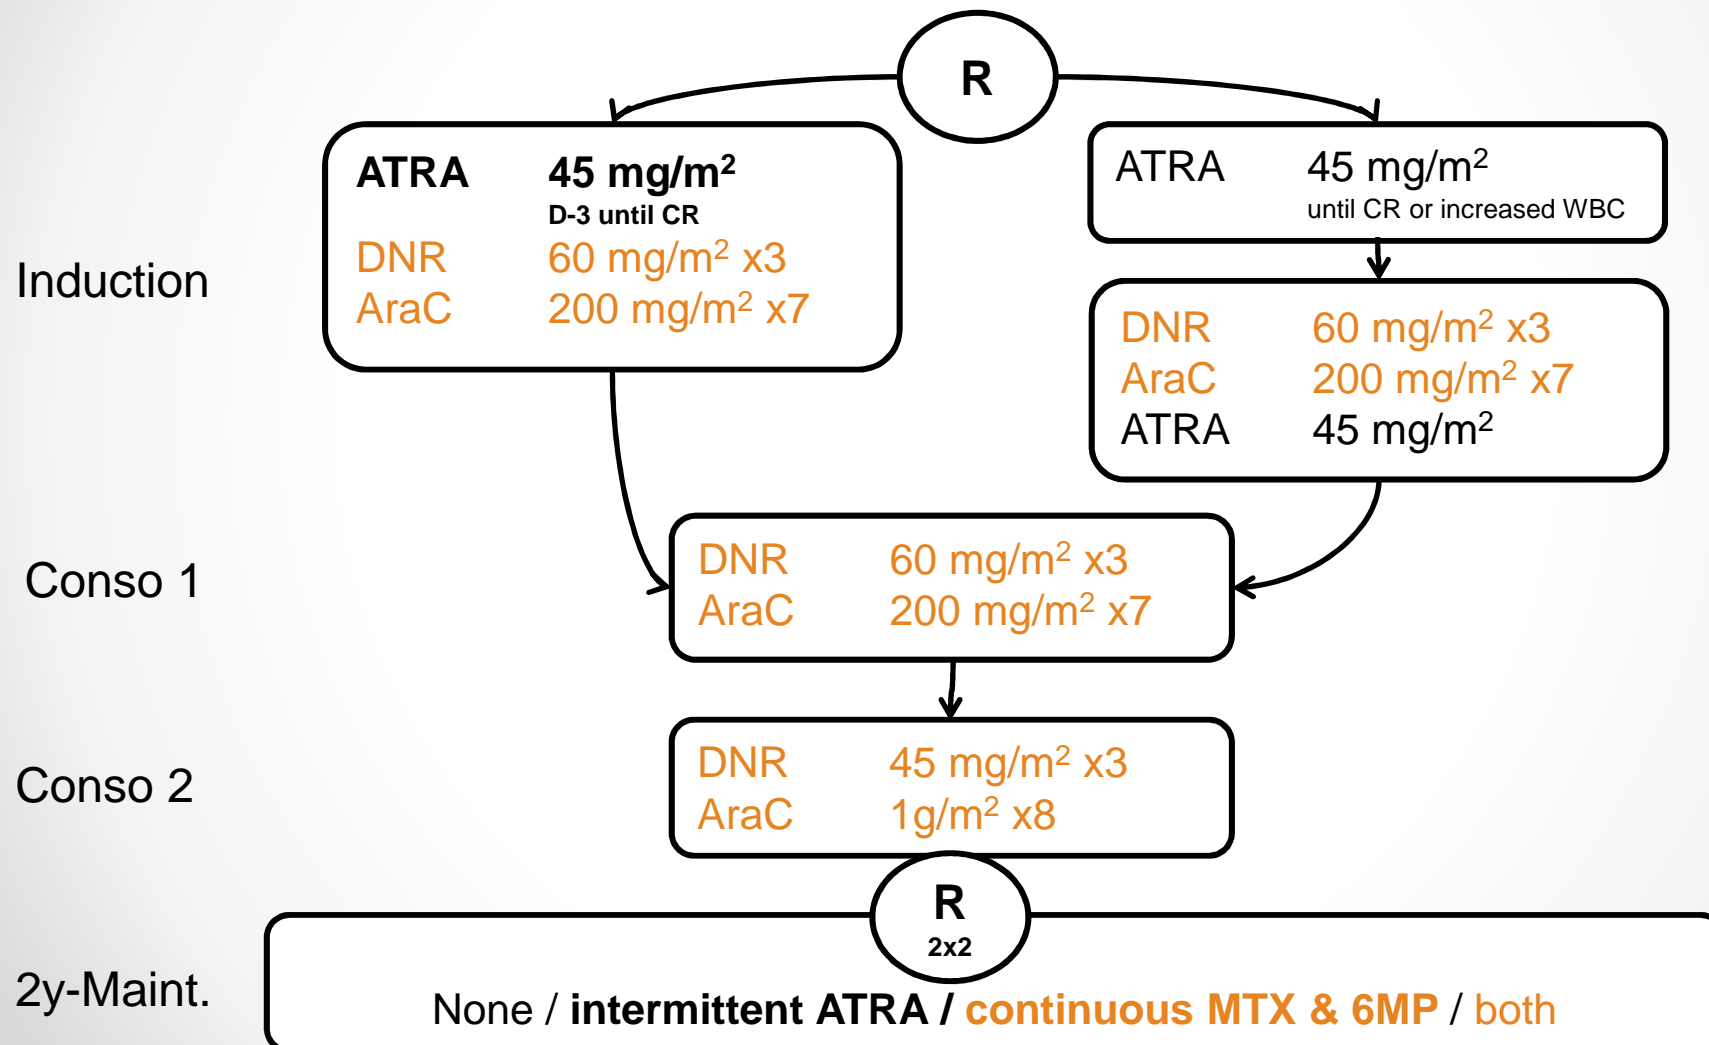 R
ATRA 45 mg/m²
D-3 until CR
DNR 60 mg/m² x3
AraC 200 mg/m² x7
ATRA 45 mg/m²
until CR or increased WBC
Induction
DNR 60 mg/m² x3
AraC 200 mg/m² x7
ATRA 45 mg/m²
Conso 1
DNR 60 mg/m² x3
AraC 200 mg/m² x7
Conso 2
DNR 45 mg/m² x3
AraC 1g/m² x8
R
2x2
2y-Maint.
None / intermittent ATRA / continuous MTX & 6MP / both